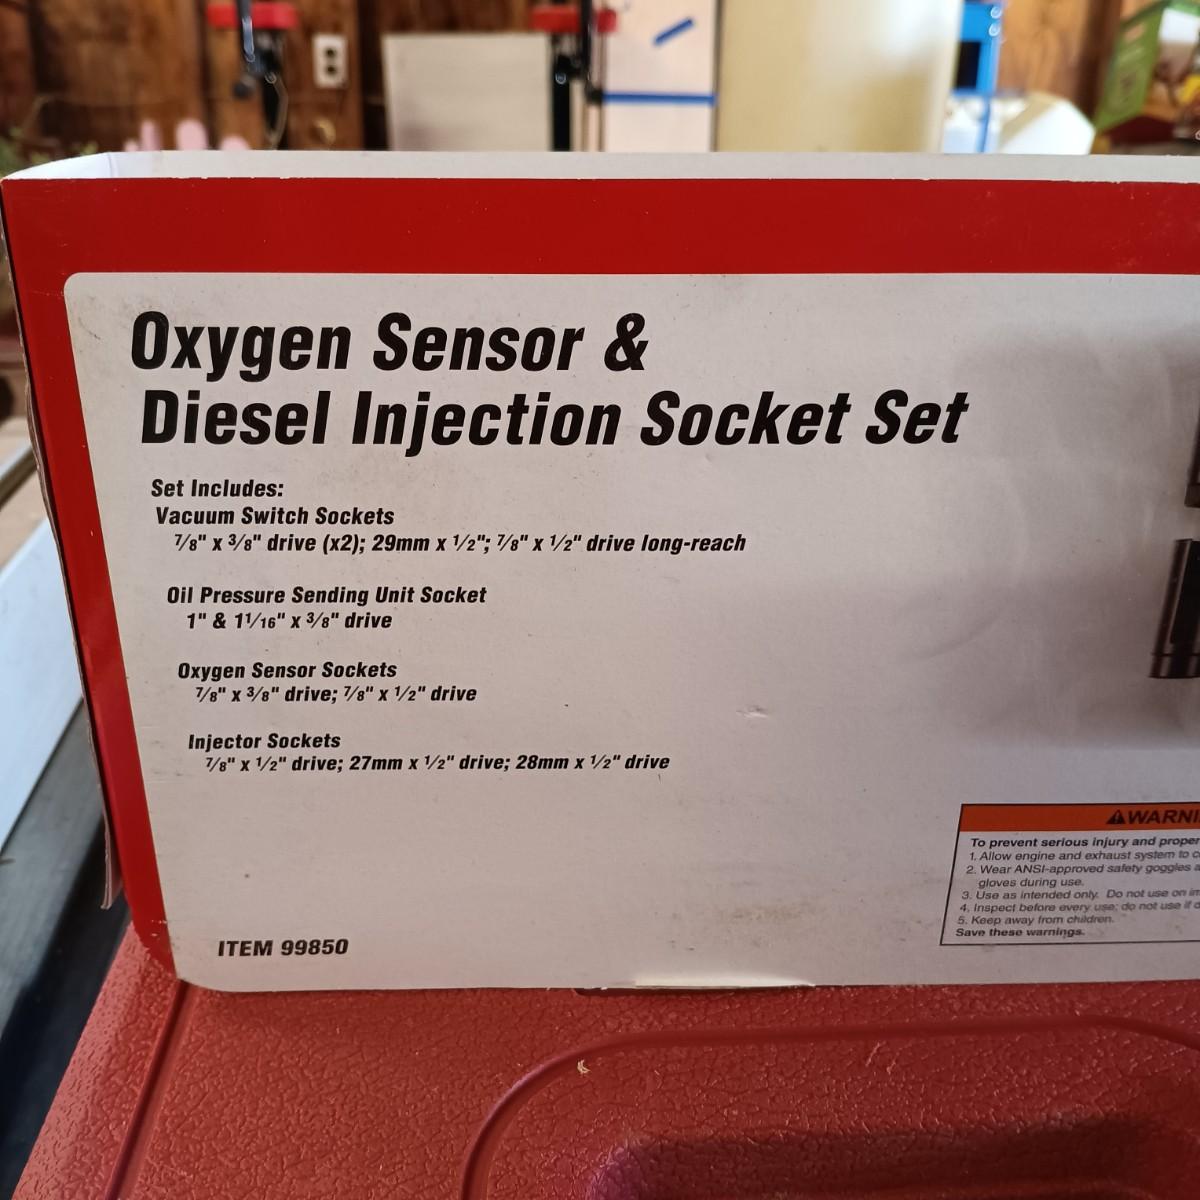 Oxygen Sensor &
Diesel Injection Socket Set
Set Includes:
Vacuum Switch Sockets
7/8" x 3/8" drive (x2); 29mm x 1/2"; 7/8" x 1/2" drive long-reach
Oil Pressure Sending Unit Socket
1" & 1 1/16" x 3/8" drive
Oxygen Sensor Sockets
7/8" x 3/8" drive; 7/8" x 1/2" drive
Injector Sockets
7/8" x 1/2" drive; 27mm x 1/2" drive; 28mm x 1/2" drive
ITEM 99850
⚠WARNI
To prevent serious injury and proper
1. Allow engine and exhaust system to
2. Wear ANSI-approved safety goggles
gloves during use.
3. Use as intended only. Do not use on
4. Inspect before every use; do not use if
5. Keep away from children.
Save these warnings.